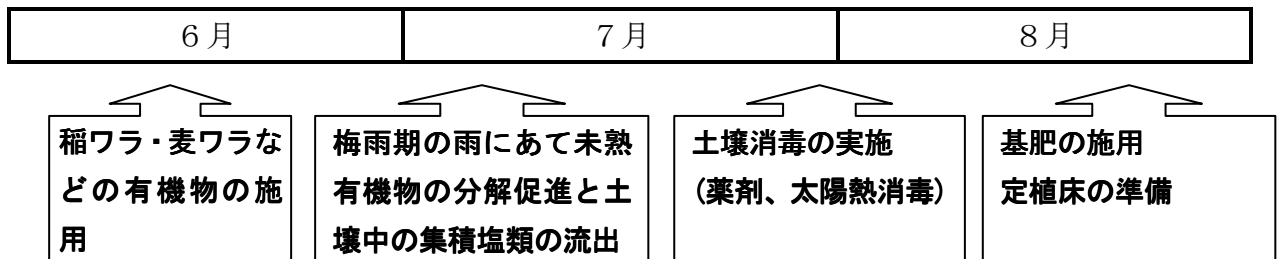 6月 7月 8月
稲ワラ・麦ワラな
どの有機物の施
用
梅雨期の雨にあて未熟
有機物の分解促進と土
壌中の集積塩類の流出
土壌消毒の実施
(薬剤、太陽熱消毒)
基肥の施用
定植床の準備